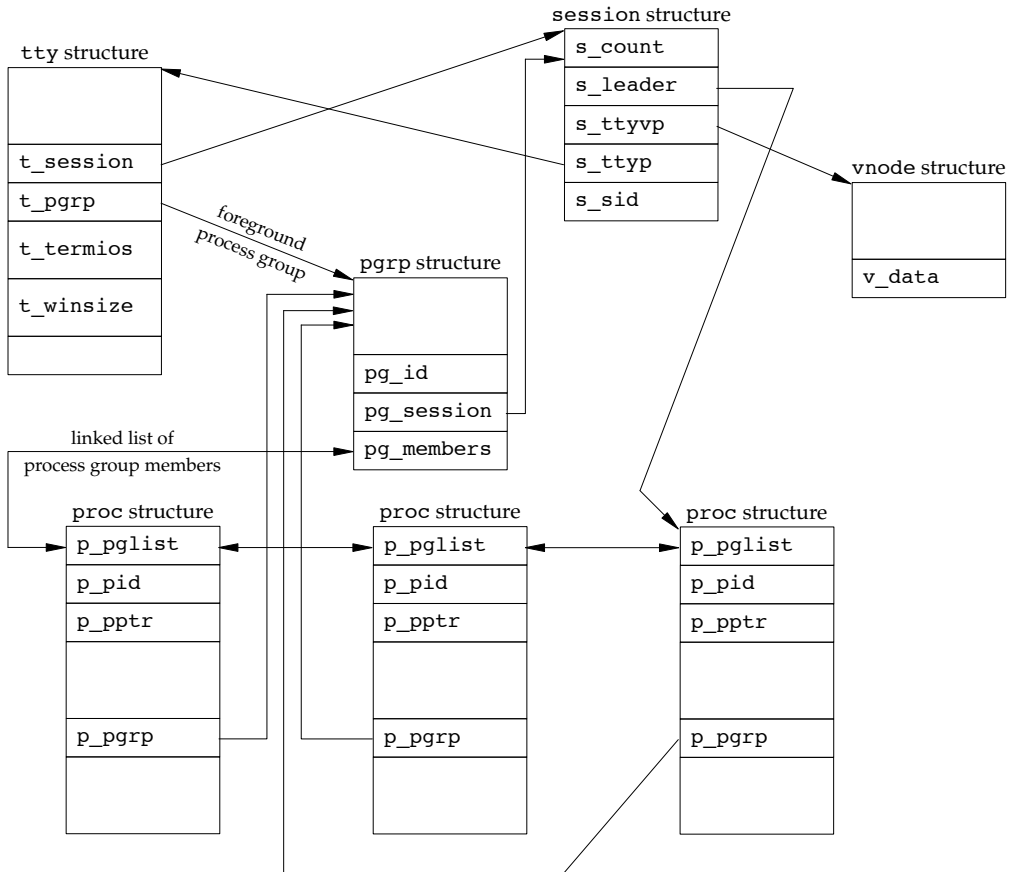 session structure
s_count
s_leader
s_ttyvp
s_ttyp
s_sid
tty structure
t_session
t_pgrp
t_termios
t_winsize
foreground
process group
vnode structure
v_data
pgrp structure
pg_id
pg_session
pg_members
linked list of
process group members
proc structure
p_pglist
p_pid
p_pptr
p_pgrp
proc structure
p_pglist
p_pid
p_pptr
p_pgrp
proc structure
p_pglist
p_pid
p_pptr
p_pgrp